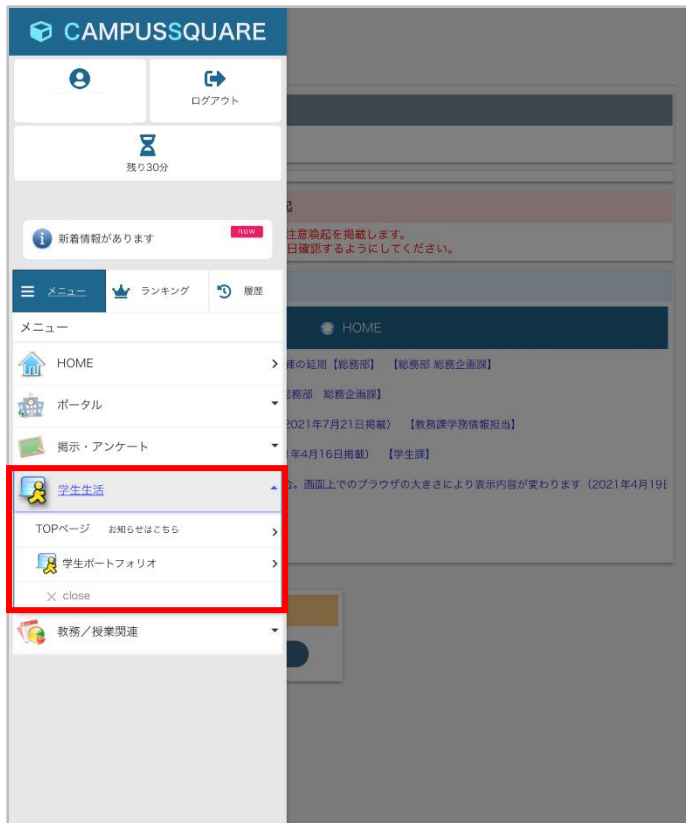 CAMPUSSQUARE
ログアウト
残り30分
新着情報があります
new
メニュー
ランキング
履歴
メニュー
HOME
ポータル
掲示・アンケート
学生生活
TOPページ お知らせはこちら
学生ポートフォリオ
× close
教務／授業関連
注意喚起を掲載します。
日確認するようにしてください。
HOME
の延期【総務部】 【総務部 総務企画課】
務部 総務企画課】
2021年7月21日掲載） 【教務課学務情報担当】
1年4月16日掲載） 【学生課】
合。画面上でのブラウザの大きさにより表示内容が変わります（2021年4月19日